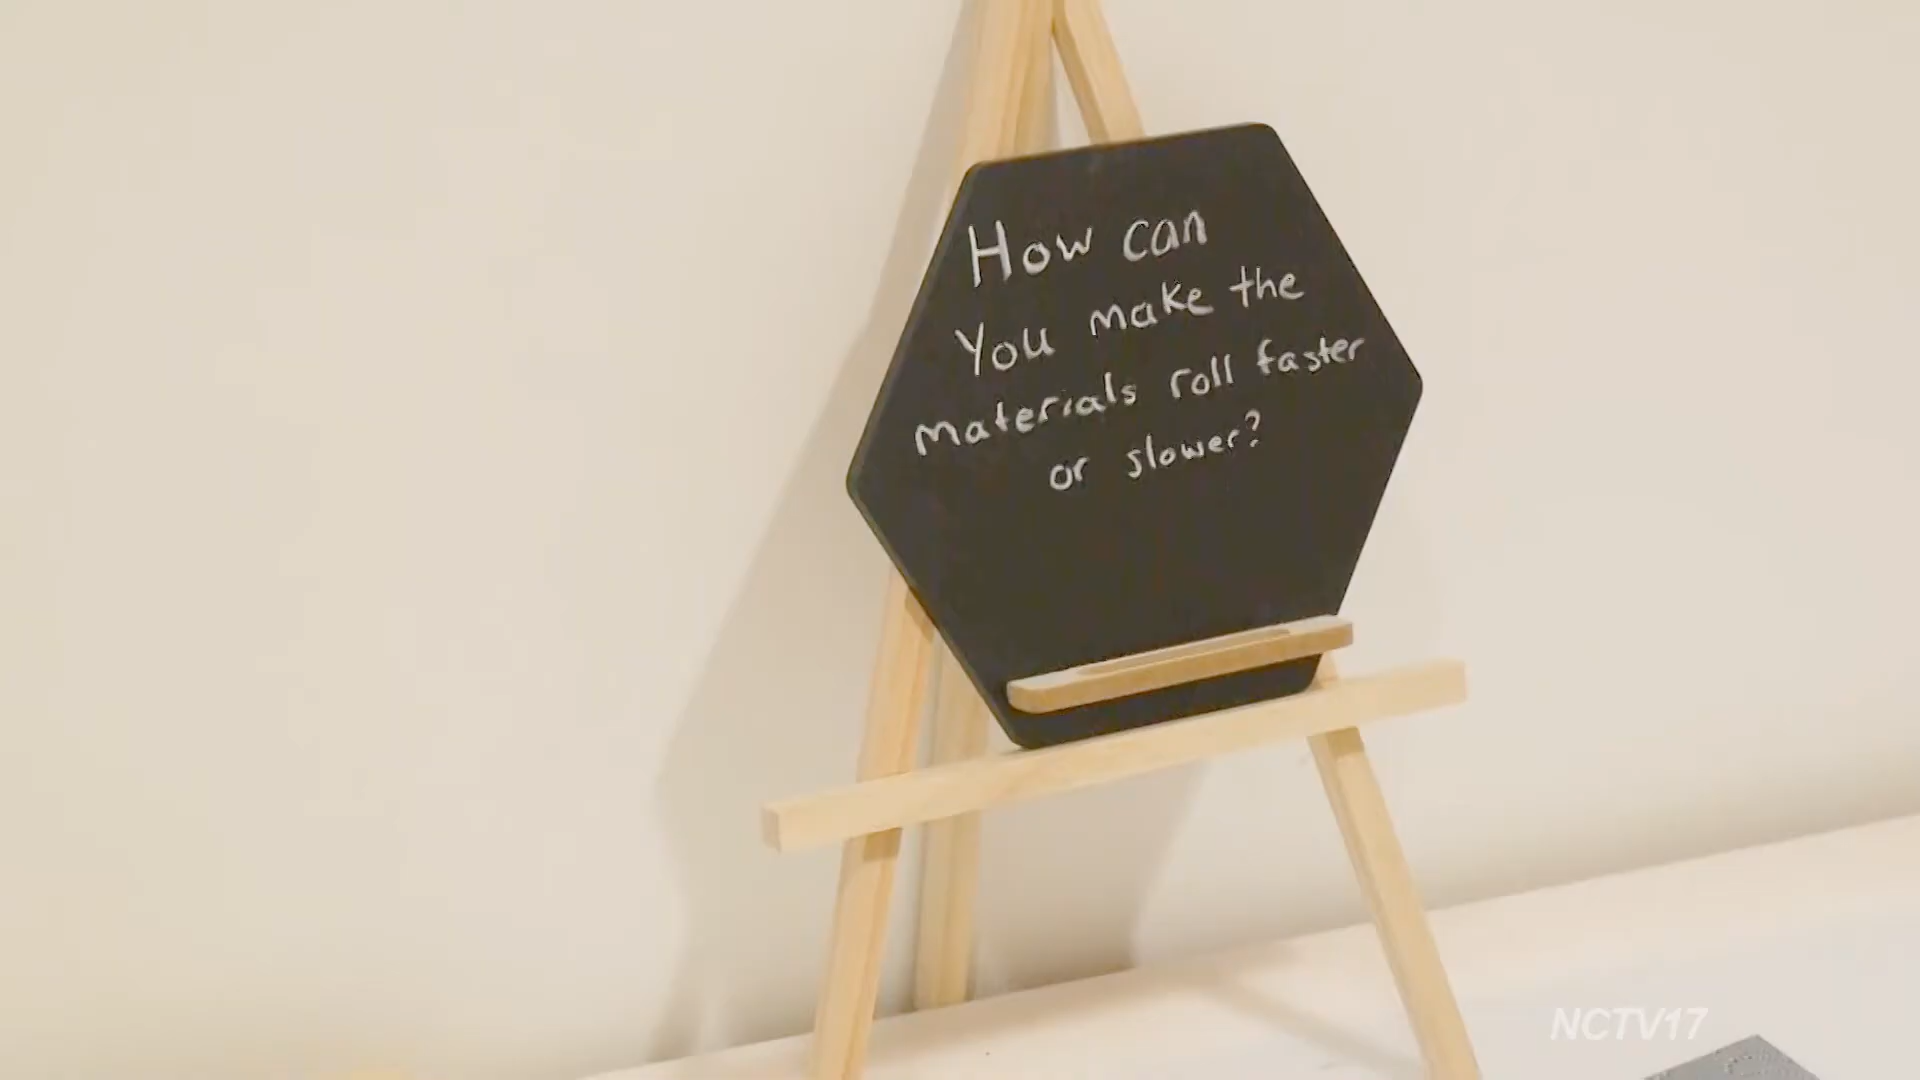 How can
You make the
materials roll faster
or slower?
NCTV17